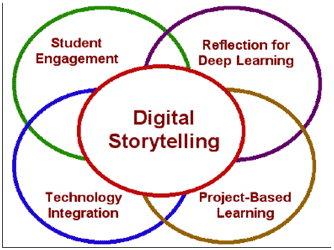 Student
Engagement
Reflection for
Deep Learning
Digital
Storytelling
Technology
Integration
Project-Based
Learning